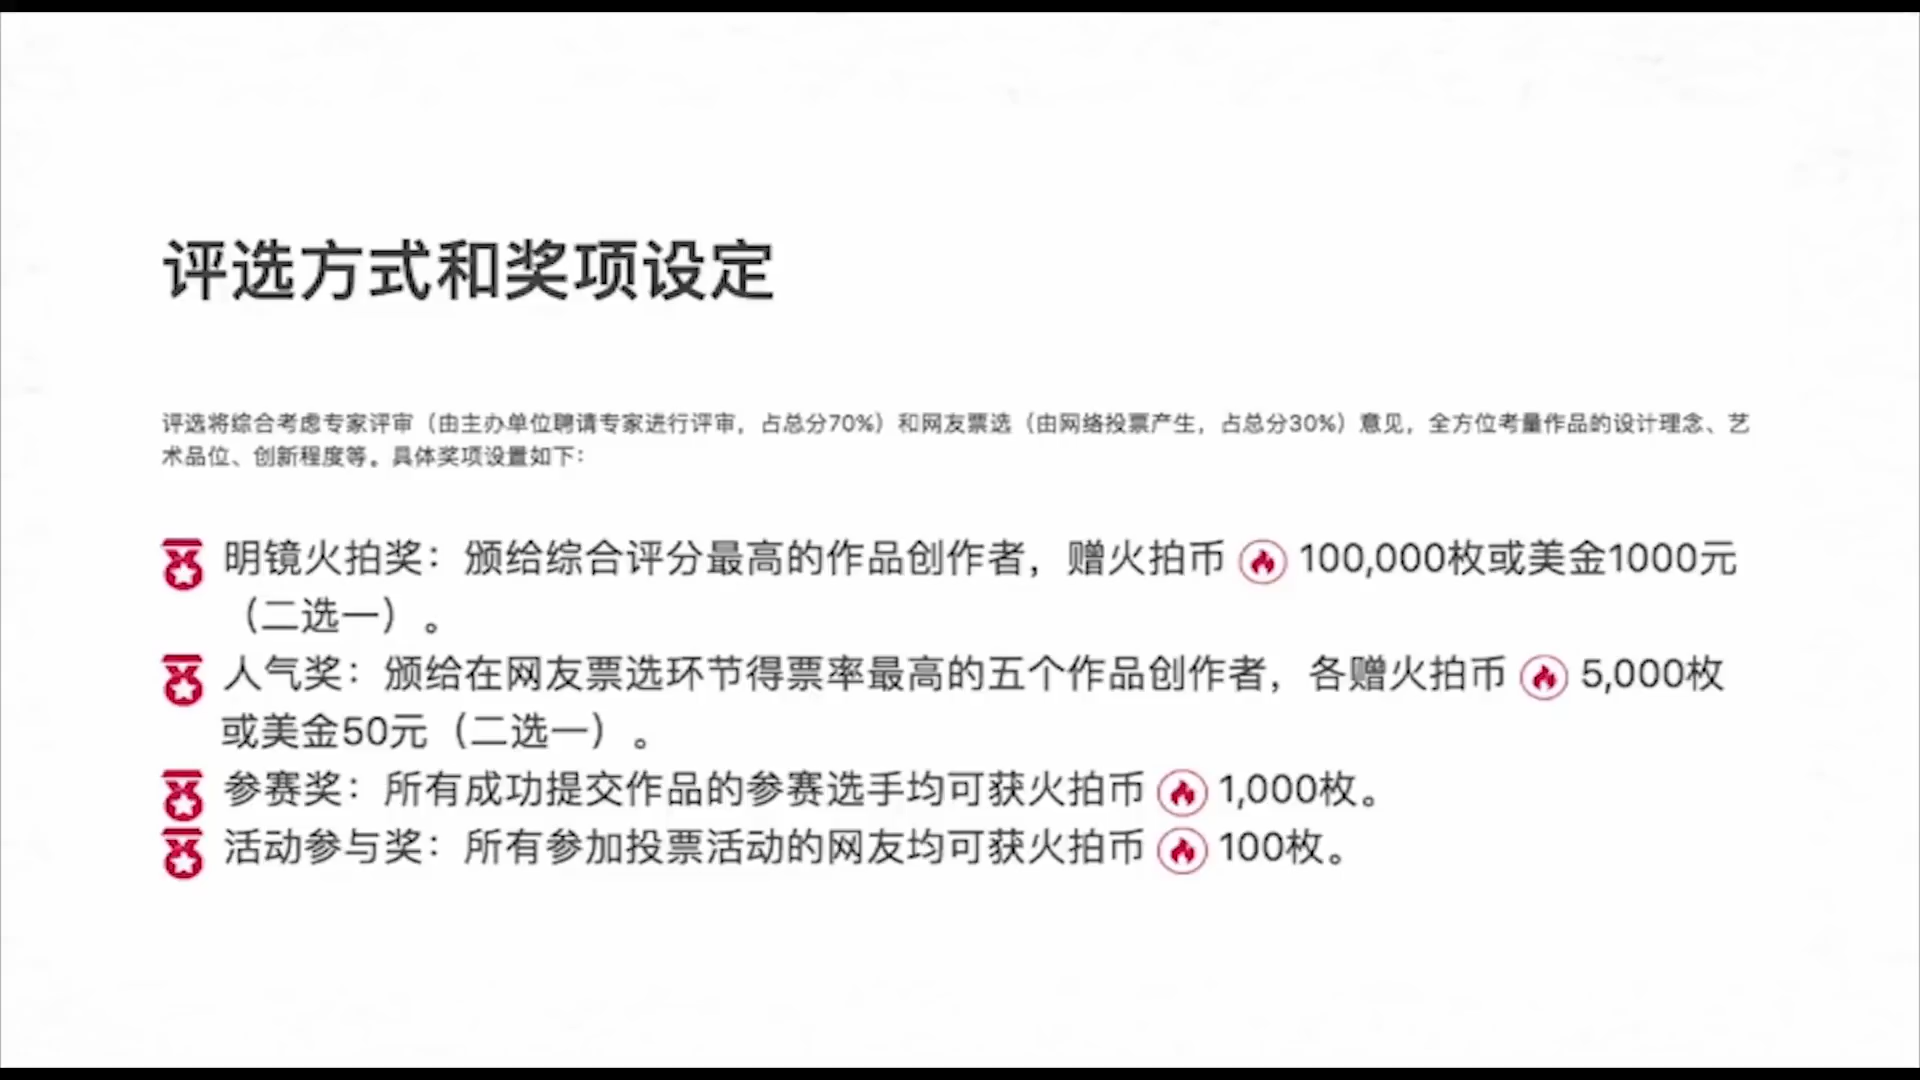 评选方式和奖项设定
评选将综合考虑专家评审（由主办单位聘请专家进行评审，占总分70%）和网友票选（由网络投票产生，占总分30%）意见，全方位考量作品的设计理念、艺
术品位、创新程度等。具体奖项设置如下：
明镜火拍奖：颁给综合评分最高的作品创作者，赠火拍币 100,000枚或美金1000元
（二选一）。
人气奖：颁给在网友票选环节得票率最高的五个作品创作者，各赠火拍币 5,000枚
或美金50元（二选一）。
参赛奖：所有成功提交作品的参赛选手均可获火拍币 1,000枚。
活动参与奖：所有参加投票活动的网友均可获火拍币 100枚。